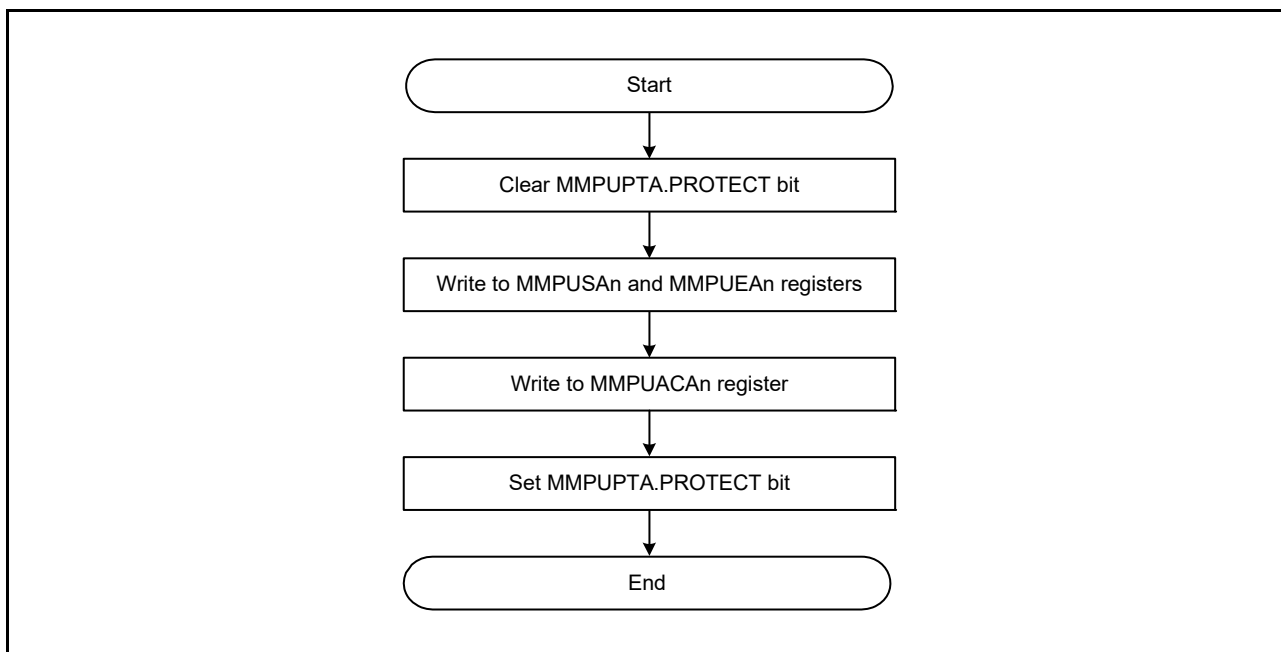 Start
Clear MMPUPTA.PROTECT bit
Write to MMPUSAn and MMPUEAn registers
Write to MMPUACAn register
Set MMPUPTA.PROTECT bit
End